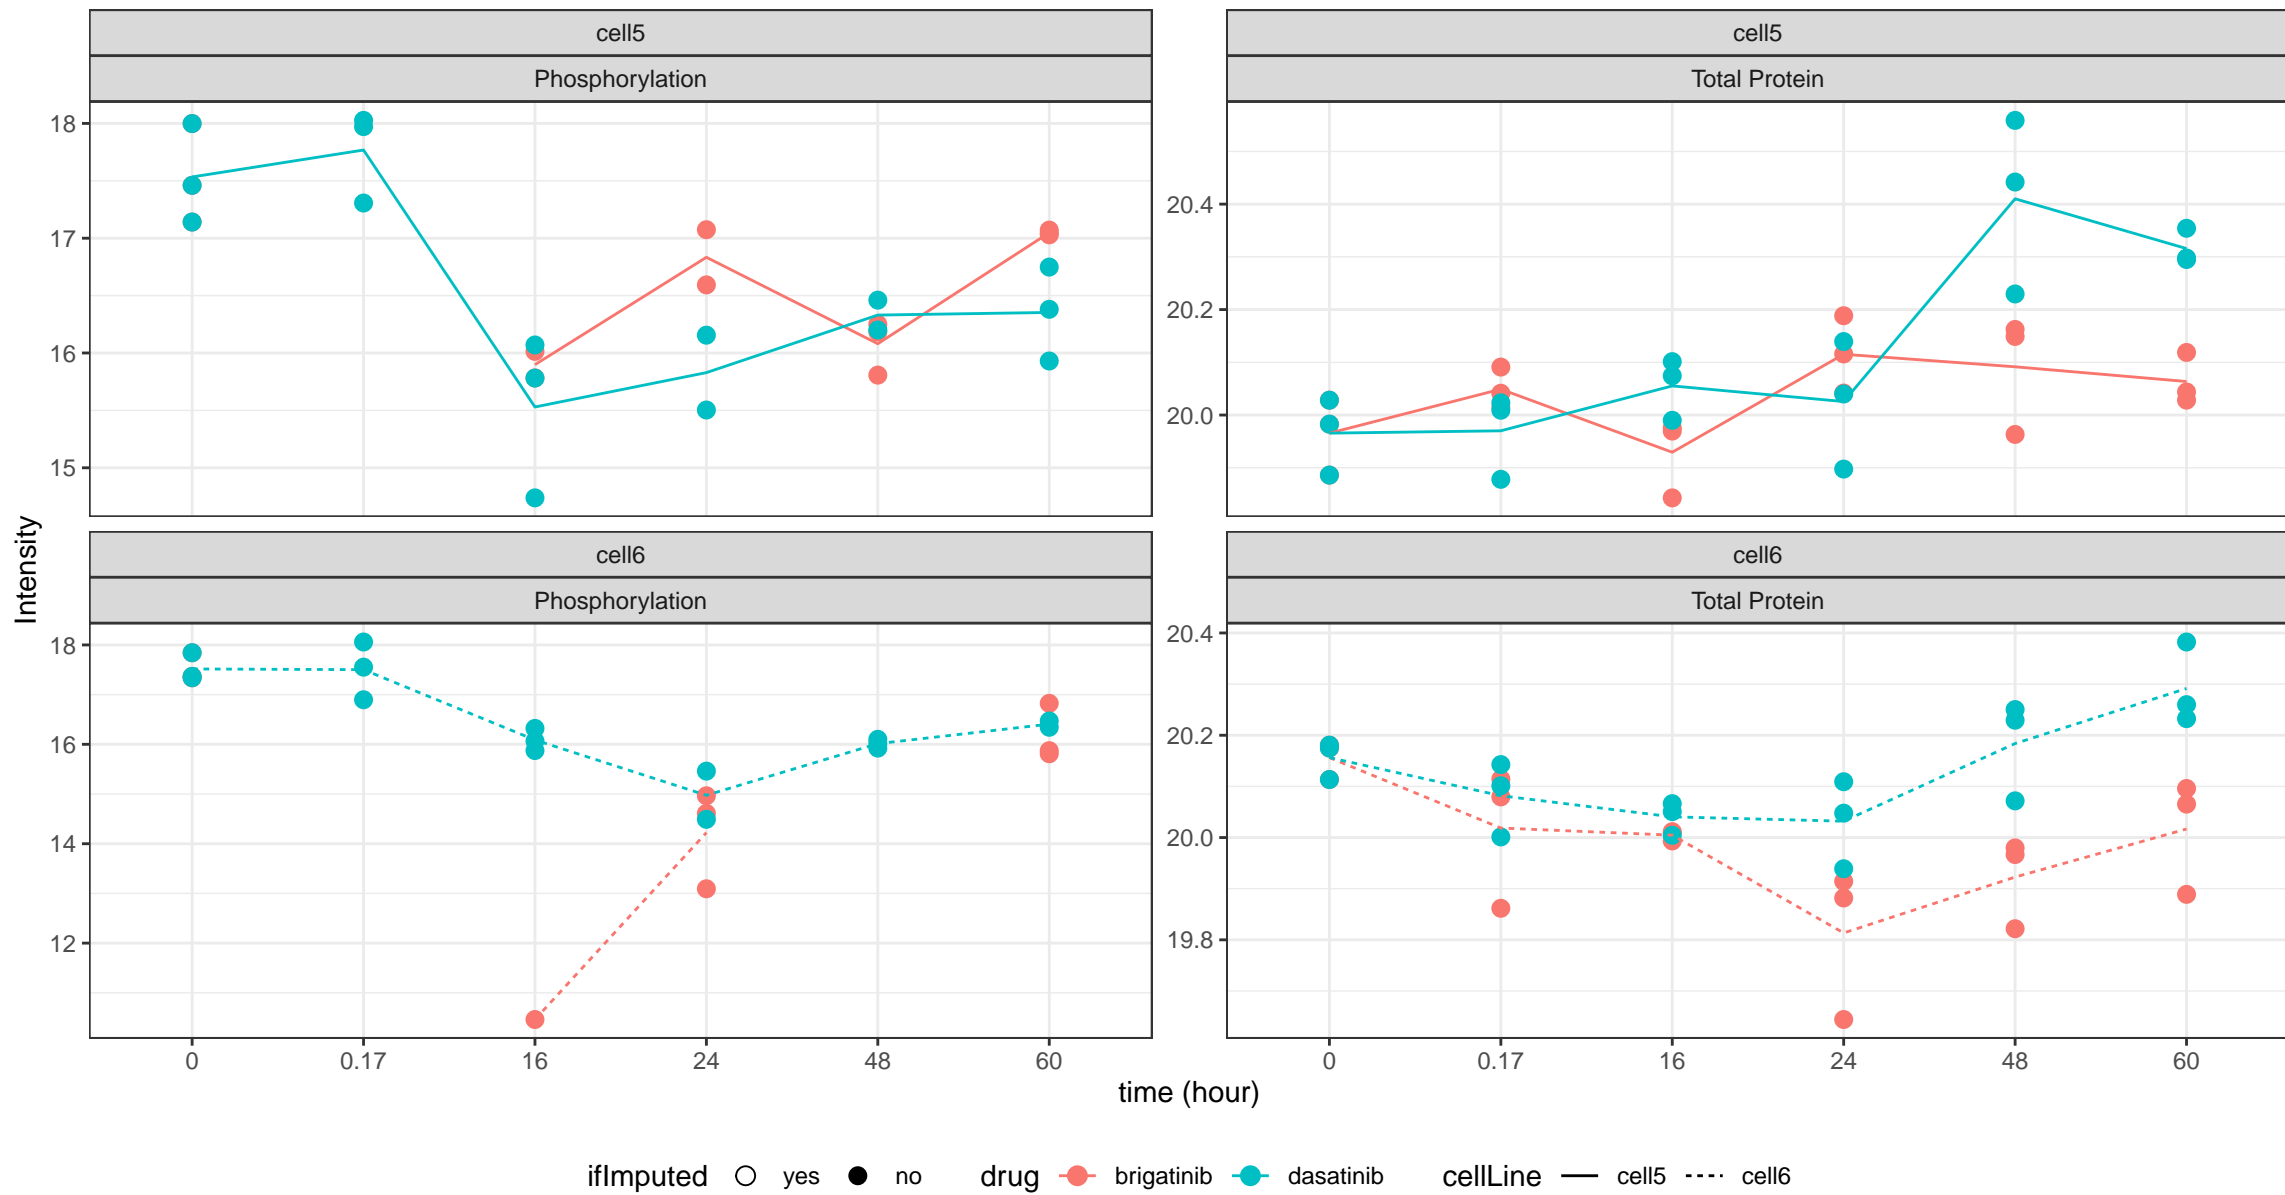 cell5
Phosphorylation
18
17
16
15
cell5
Total Protein
20.4
20.2
20.0
Intensity
cell6
Phosphorylation
18
16
14
12
0 0.17 16 24 48 60
cell6
Total Protein
20.4
20.2
20.0
19.8
0 0.17 16 24 48 60
time (hour)
ifImputed yes no drug brigatinib dasatinib cellLine cell5 cell6